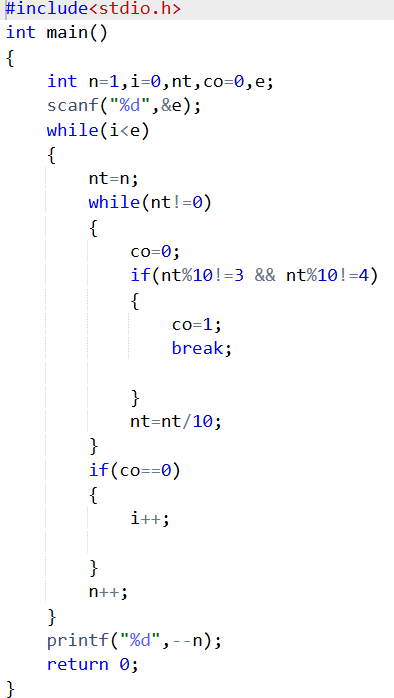 #include<stdio.h>
int main()
{
    int n=1,i=0,nt,co=0,e;
    scanf("%d",&e);
    while(i<e)
    {
        nt=n;
        while(nt!=0)
        {
            co=0;
            if(nt%10!=3 && nt%10!=4)
            {
                co=1;
                break;
            }
            nt=nt/10;
        }
        if(co==0)
        {
            i++;
        }
        n++;
    }
    printf("%d",--n);
    return 0;
}